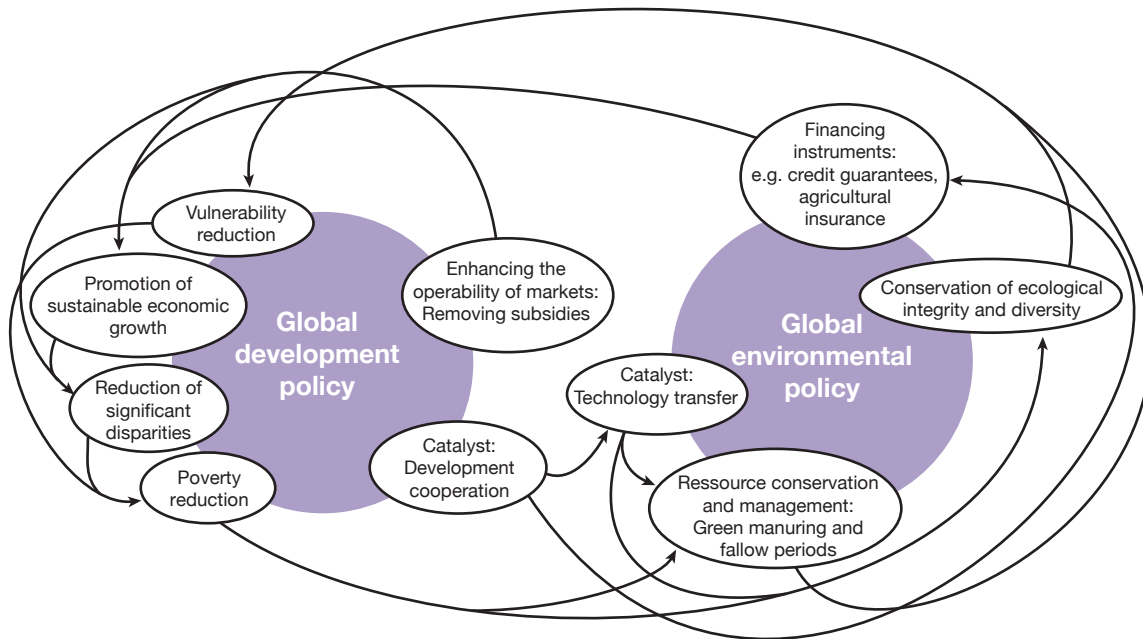 Financing
instruments:
e.g. credit guarantees,
agricultural
insurance
Vulnerability
reduction
Enhancing the
operability of markets:
Removing subsidies
Promotion of
sustainable economic
growth
Conservation of ecological
integrity and diversity
Global
development
policy
Global
environmental
policy
Catalyst:
Technology transfer
Reduction of
significant
disparities
Catalyst:
Development
cooperation
Poverty
reduction
Ressource conservation
and management:
Green manuring and
fallow periods